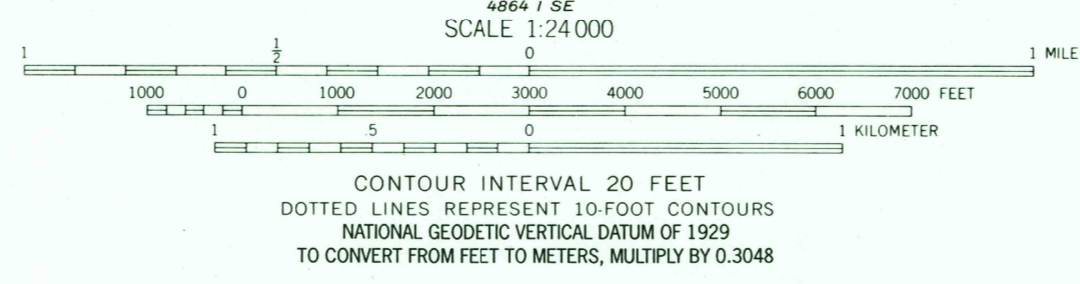 4864 I SE
SCALE 1:24 000
1 1/2 0 1 MILE
1000 0 1000 2000 3000 4000 5000 6000 7000 FEET
1 .5 0 1 KILOMETER
CONTOUR INTERVAL 20 FEET
DOTTED LINES REPRESENT 10-FOOT CONTOURS
NATIONAL GEODETIC VERTICAL DATUM OF 1929
TO CONVERT FROM FEET TO METERS, MULTIPLY BY 0.3048